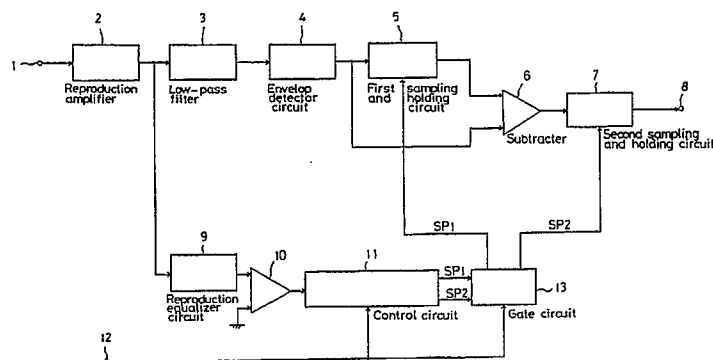 2
3
4
5
1
Reproduction
amplifier
Low-pass
filter
Envelop
detector
circuit
First sampling
and holding
circuit
6
Subtracter
7
8
Second sampling
and holding circuit
SP1
SP2
9
Reproduction
equalizer
circuit
10
11
SP1
SP2
Control circuit
13
Gate circuit
12